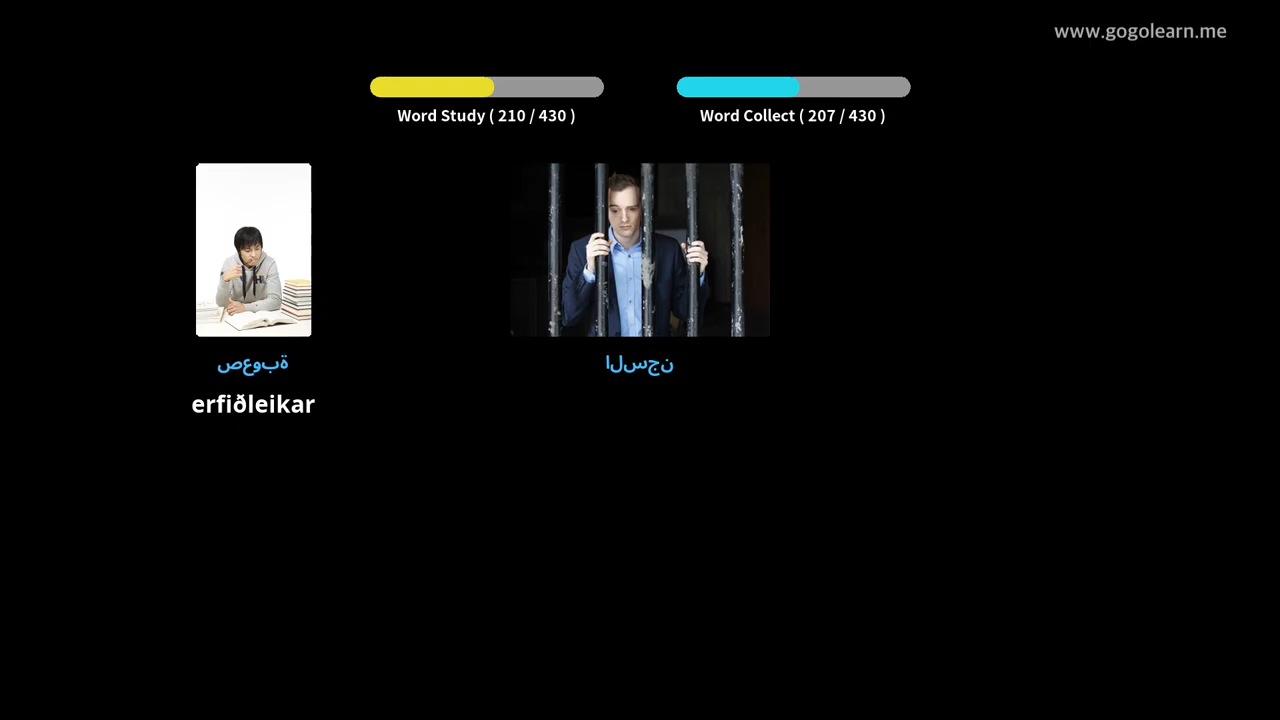 www.gogolearn.me
Word Study ( 210 / 430 )
Word Collect ( 207 / 430 )
صعوبة
السجن
erfiðleikar